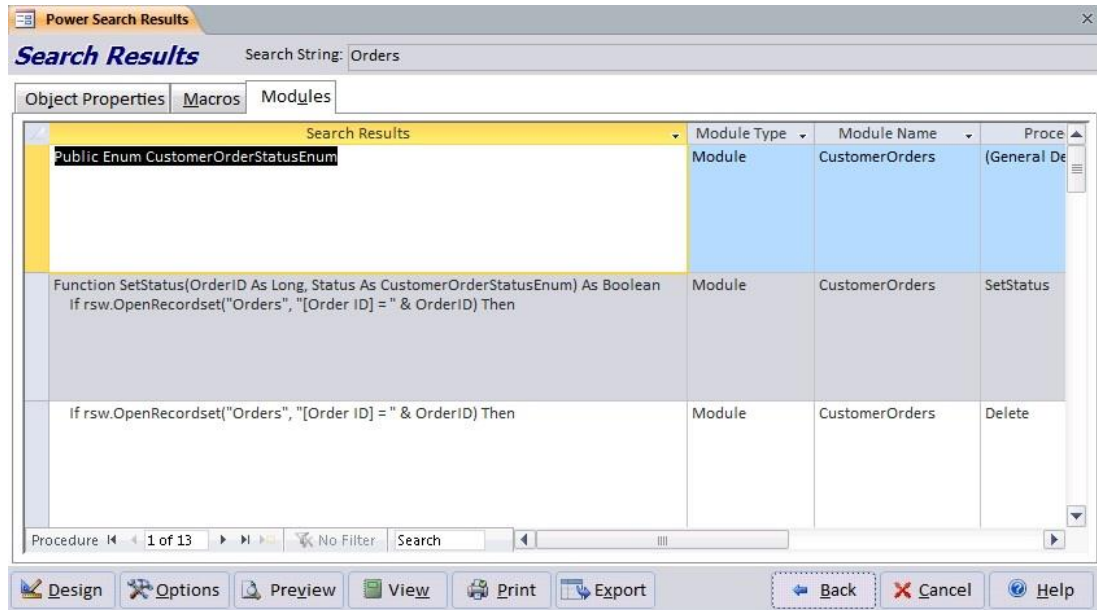 Power Search Results
Search Results Search String: Orders
Object Properties Macros Modules
Search Results Module Type Module Name Proce
Public Enum CustomerOrderStatusEnum Module CustomerOrders (General De
Function SetStatus(OrderID As Long, Status As CustomerOrderStatusEnum) As Boolean Module CustomerOrders SetStatus
If rsw.OpenRecordset("Orders", "[Order ID] = " & OrderID) Then
If rsw.OpenRecordset("Orders", "[Order ID] = " & OrderID) Then Module CustomerOrders Delete
Procedure 1 of 13 No Filter Search
Design Options Preview View Print Export Back Cancel Help